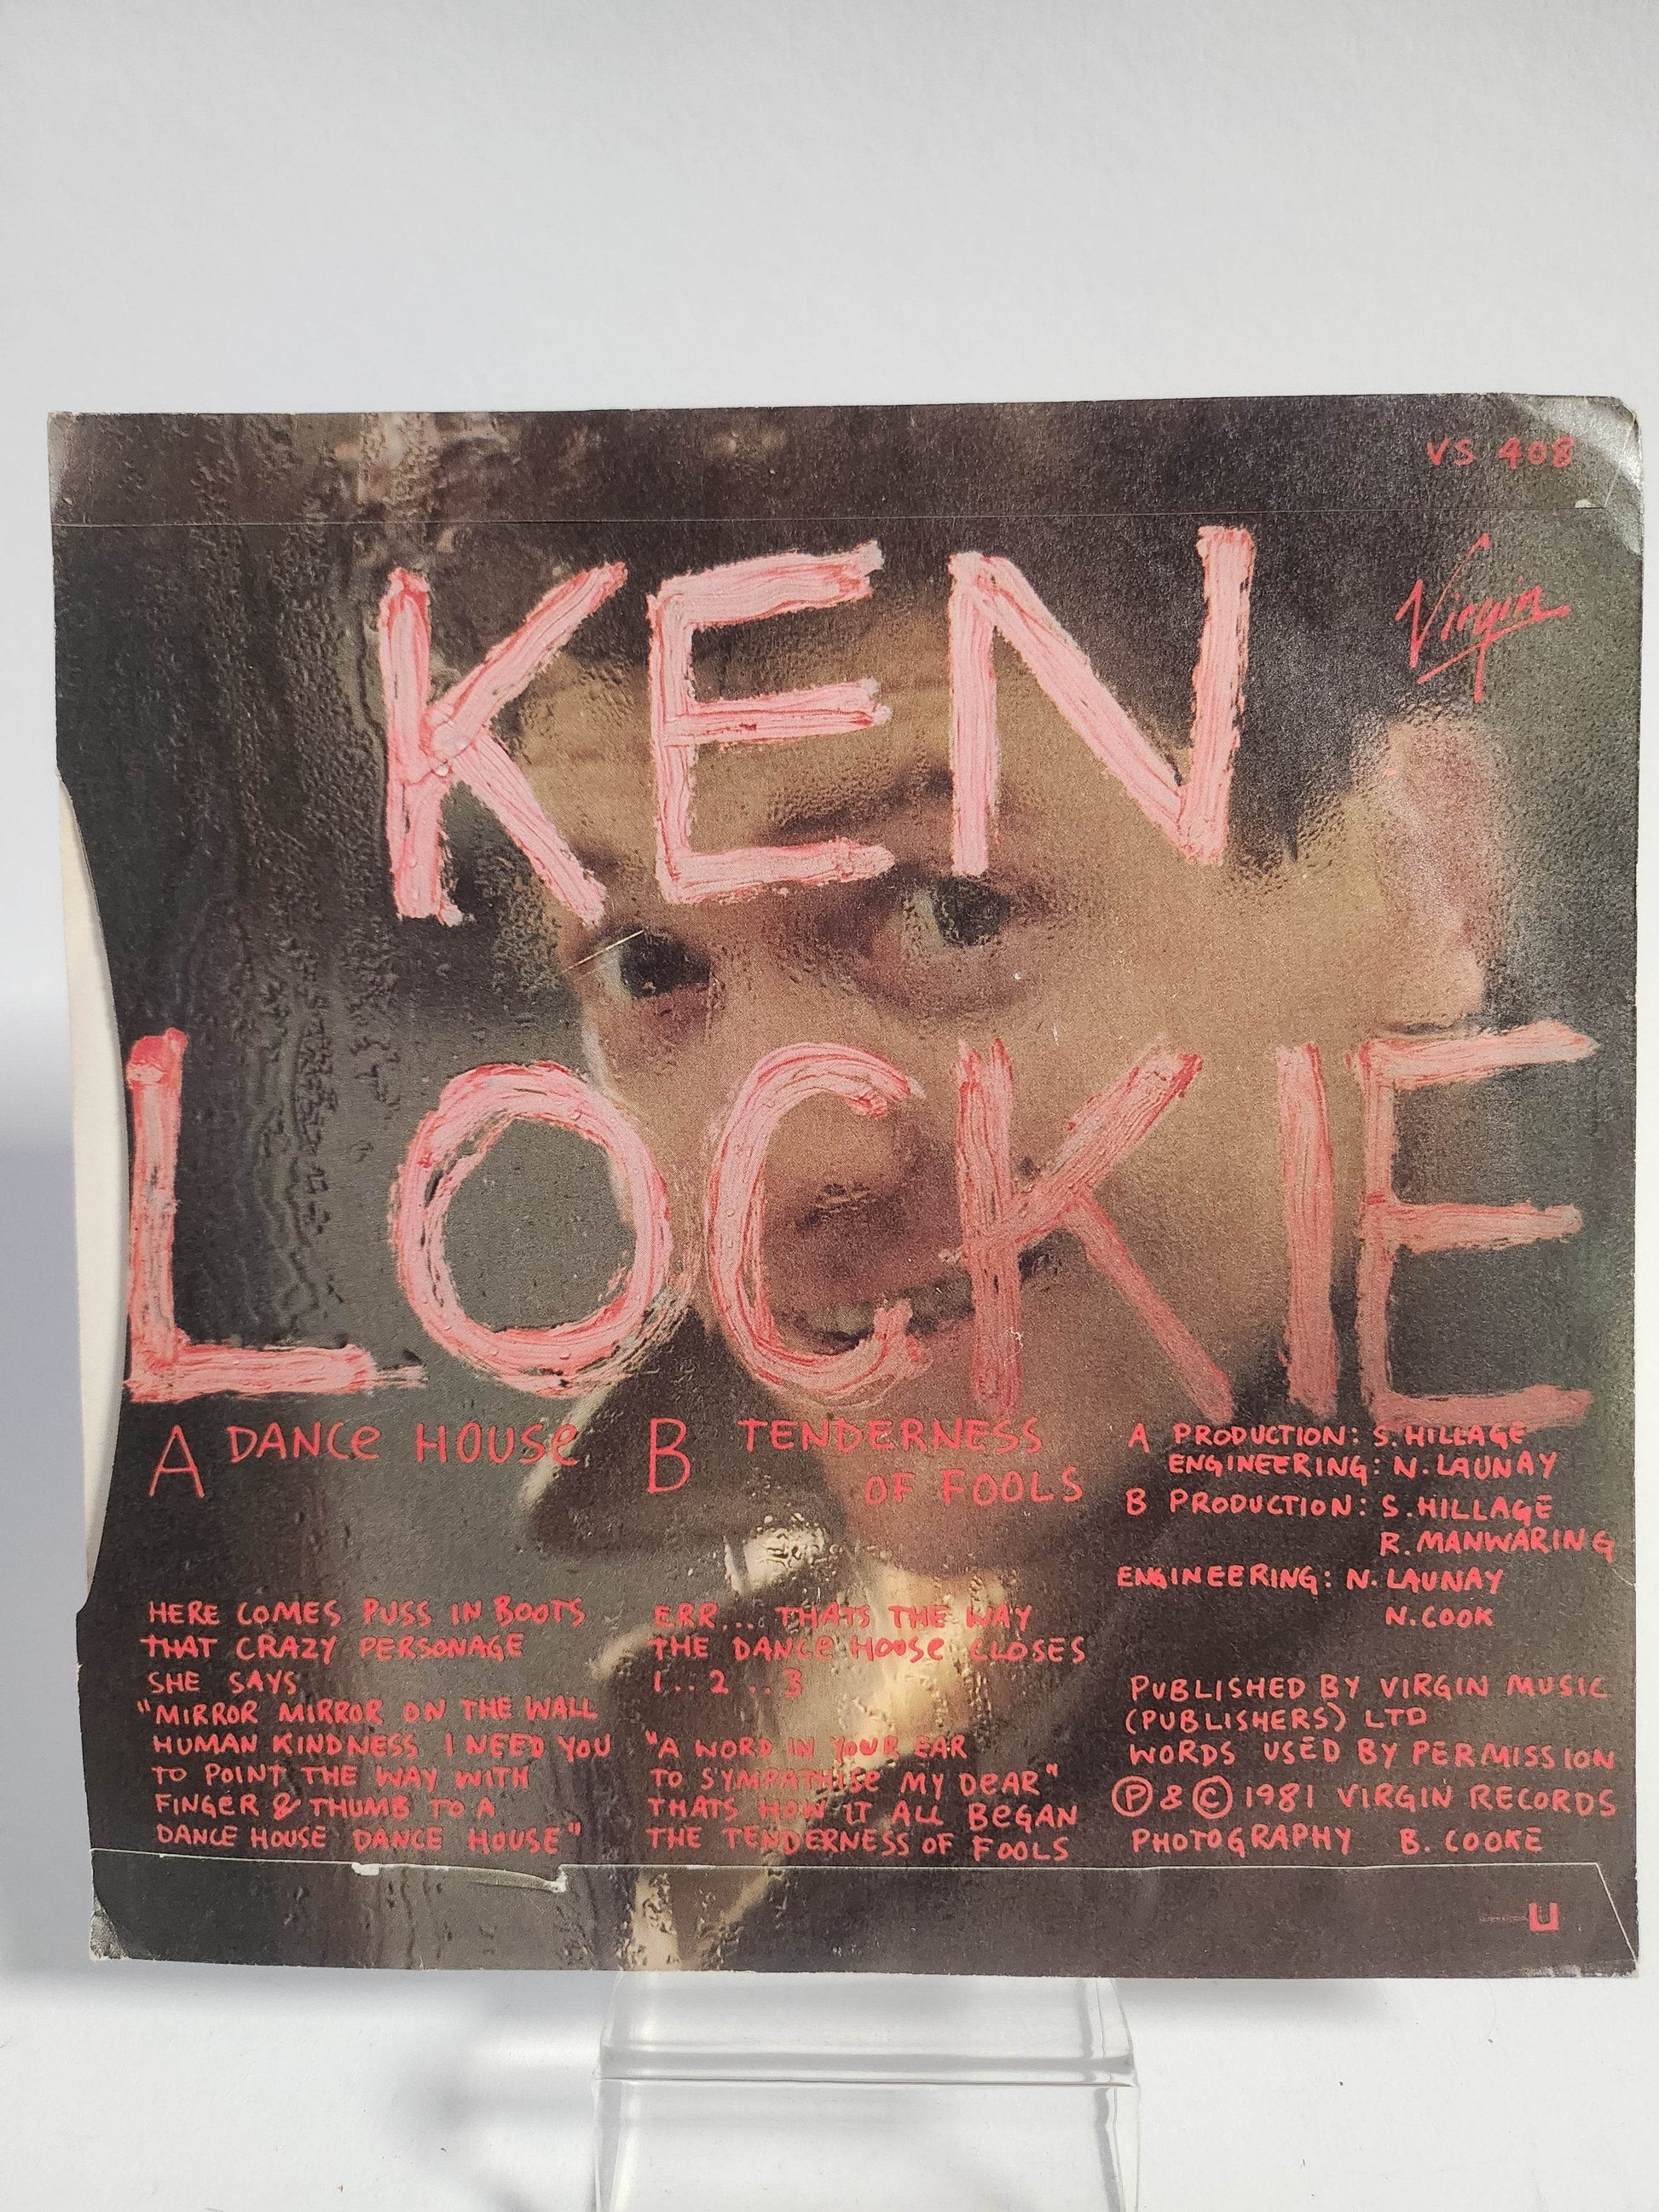 VS 408
KEN
Virgin
LOCKIE
A DANCe HOUSe
B TENDERNESS
OF FOOLS
HERE COMES PUSS IN BOOTS
THAT CRAZY PERSONAGE
SHE SAYS
"MIRROR MIRROR ON THE WALL
HUMAN KINDNESS I NEED YOU
TO POINT THE WAY WITH
FINGER & THUMB TO A
DANCE HOUSE DANCE HOUSE"
ERR... THATS THE WAY
THE DANCe HOUSe CLOSES
1..2..3
"A WORD IN YOUR EAR
TO SYMPATHISe MY DeAR"
THATS HOW IT ALL BeGAN
THE TENDERNESS OF FOOLS
A PRODUCTION: S. HILLAGE
ENGINEERING: N. LAUNAY
B PRODUCTION: S. HILLAGE
R. MANWARING
ENGINEERING: N. LAUNAY
N. COOK
PUBLISHED BY VIRGIN MUSIC
(PUBLISHERS) LTD
WORDS USED BY PERMISSION
Ⓟ & © 1981 VIRGIN RECORDS
PHOTOGRAPHY B. COOKE
U